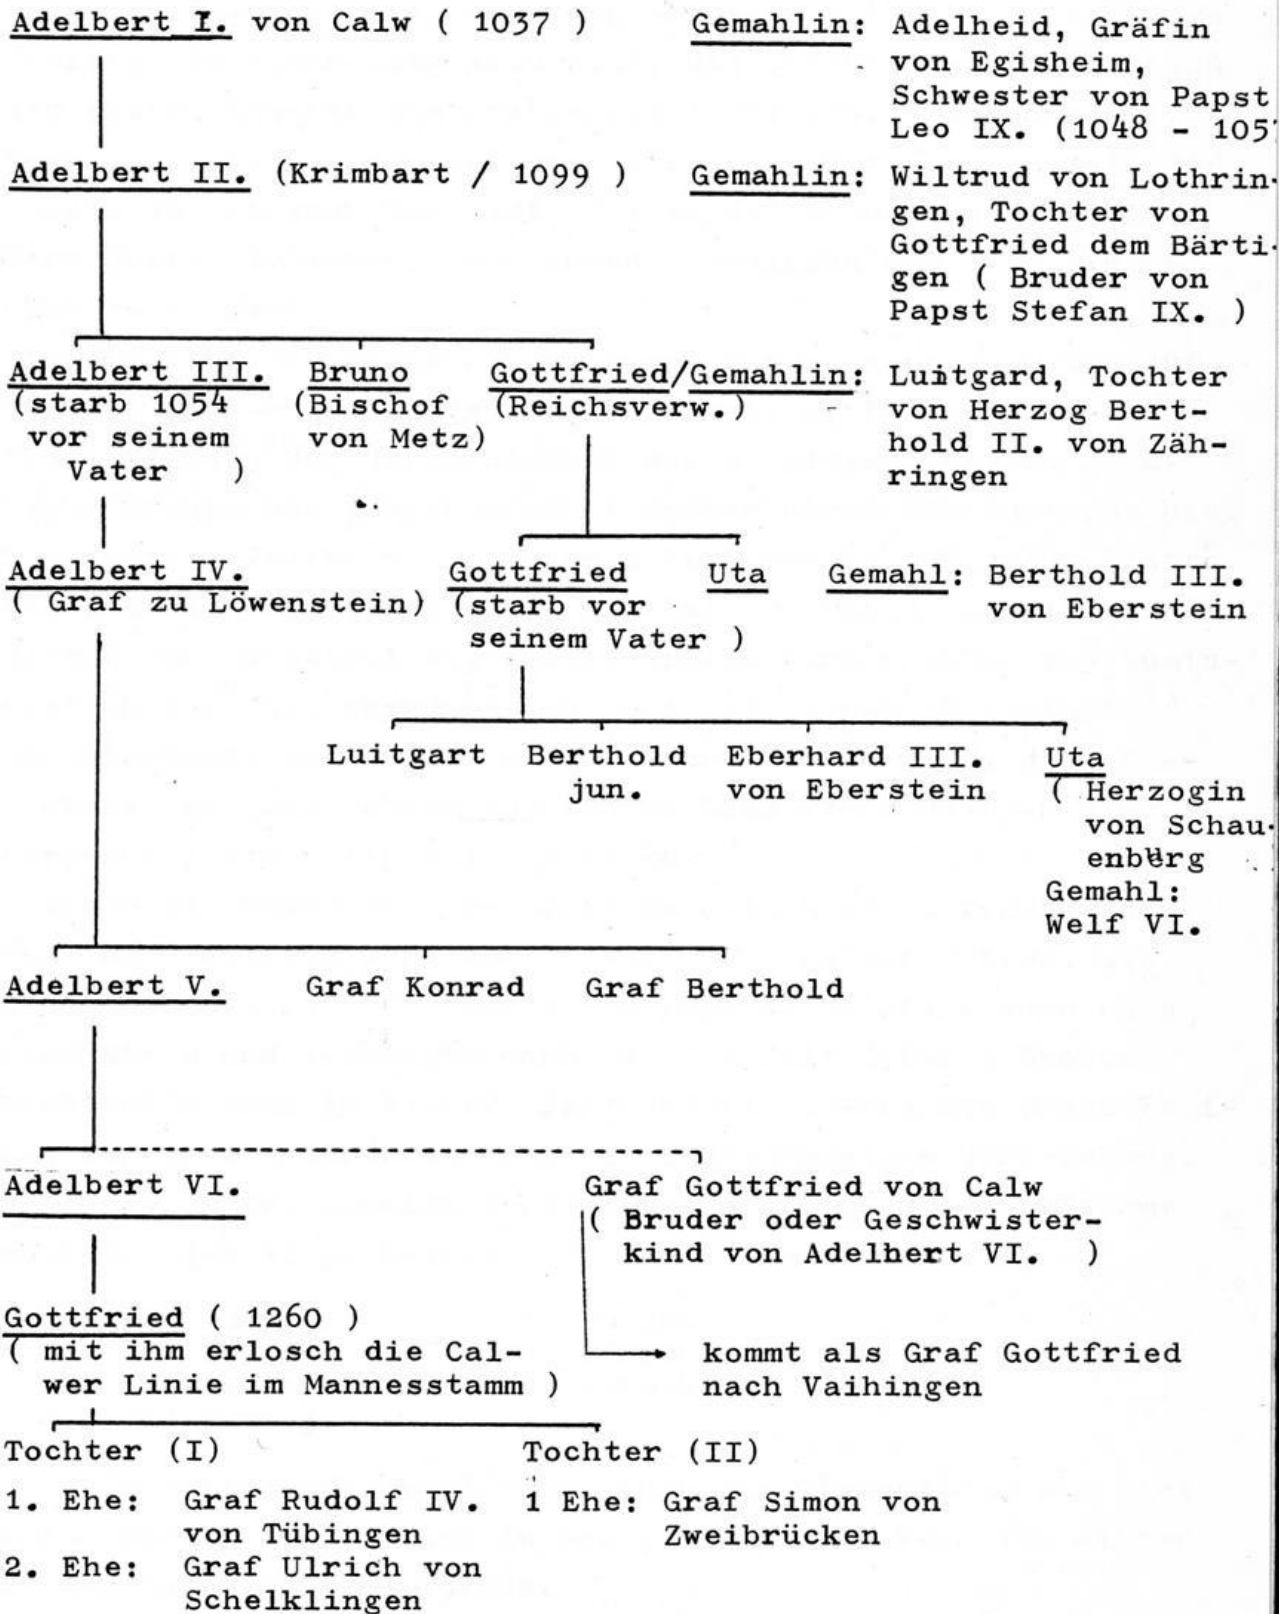 Adelbert I. von Calw ( 1037 ) Gemahlin: Adelheid, Gräfin
von Egisheim,
Schwester von Papst
Leo IX. (1048 - 105
Adelbert II. (Krimbart / 1099 ) Gemahlin: Wiltrud von Lothrin-
gen, Tochter von
Gottfried dem Bärti-
gen ( Bruder von
Papst Stefan IX. )
Adelbert III. Bruno Gottfried/Gemahlin: Luitgard, Tochter
(starb 1054 (Bischof (Reichsverw.) von Herzog Bert-
vor seinem von Metz) hold II. von Zäh-
Vater ) ringen
Adelbert IV. Gottfried Uta Gemahl: Berthold III.
( Graf zu Löwenstein) (starb vor von Eberstein
seinem Vater )
Luitgart Berthold Eberhard III. Uta
jun. von Eberstein ( Herzogin
von Schau-
enburg
Gemahl:
Welf VI.
Adelbert V. Graf Konrad Graf Berthold
Adelbert VI. Graf Gottfried von Calw
( Bruder oder Geschwister-
kind von Adelbert VI. )
Gottfried ( 1260 )
( mit ihm erlosch die Cal- kommt als Graf Gottfried
wer Linie im Mannesstamm ) nach Vaihingen
Tochter (I) Tochter (II)
1. Ehe: Graf Rudolf IV. 1 Ehe: Graf Simon von
von Tübingen Zweibrücken
2. Ehe: Graf Ulrich von
Schelklingen